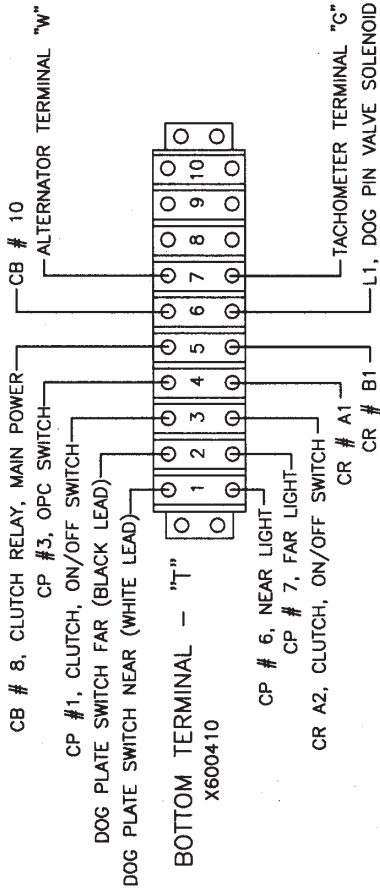 CB # 10
ALTERNATOR TERMINAL "W"
CB # 8, CLUTCH RELAY, MAIN POWER
CP #3, OPC SWITCH
CP #1, CLUTCH, ON/OFF SWITCH
DOG PLATE SWITCH FAR (BLACK LEAD)
DOG PLATE SWITCH NEAR (WHITE LEAD)
1 2 3 4 5 6 7 8 9 10
BOTTOM TERMINAL - "T"
X600410
CP # 6, NEAR LIGHT
CP # 7, FAR LIGHT
CR A2, CLUTCH, ON/OFF SWITCH
CR # A1
CR # B1
L1, DOG PIN VALVE SOLENOID
TACHOMETER TERMINAL "G"